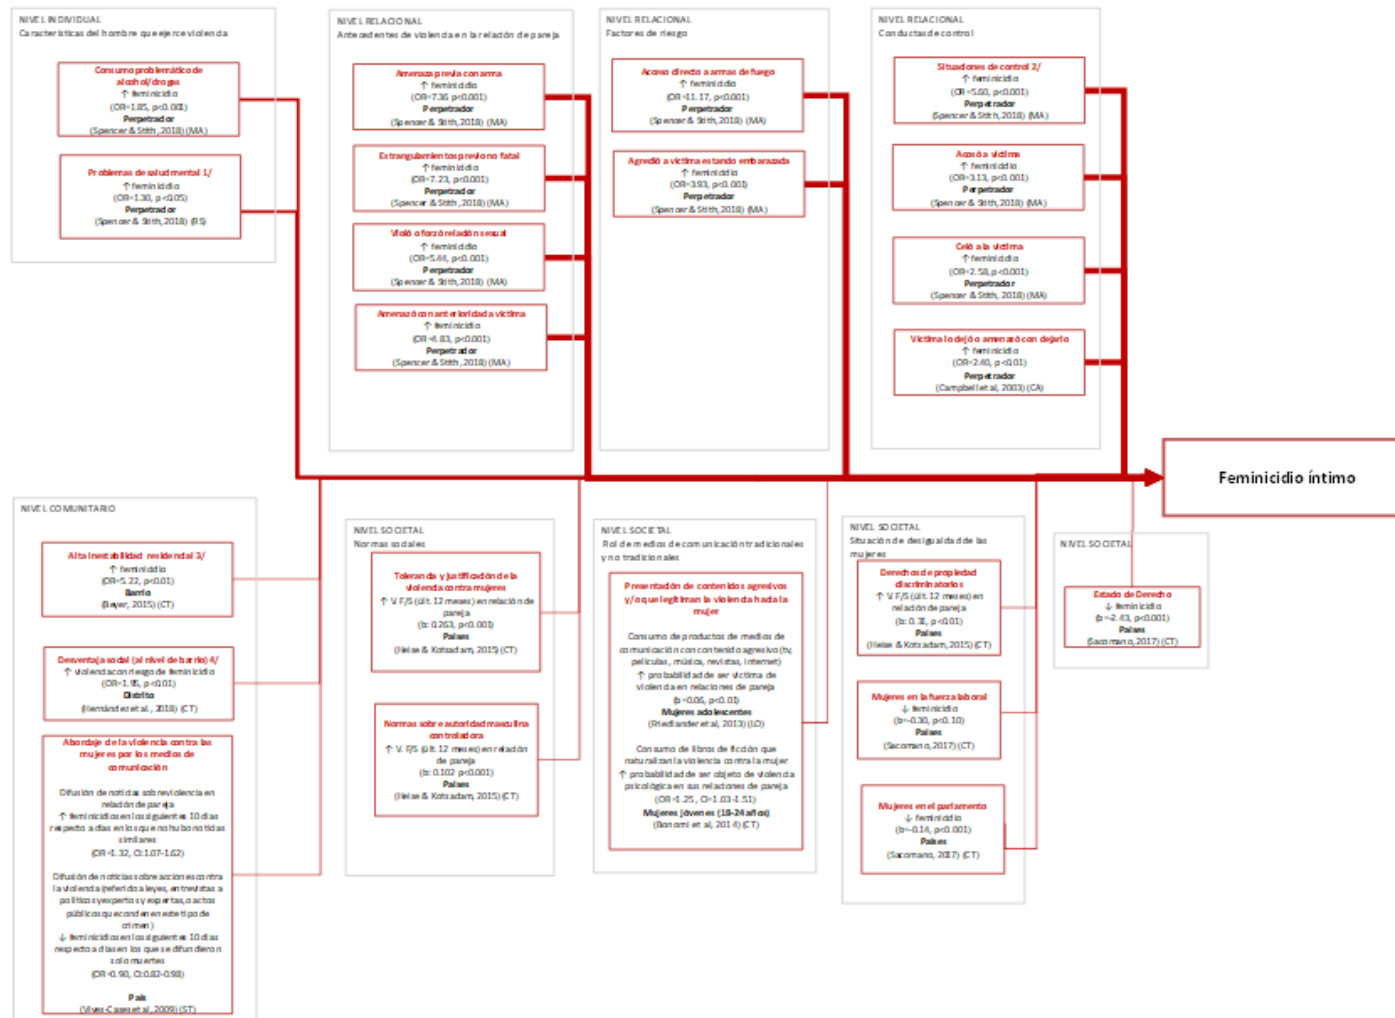 NIVEL INDIVIDUAL
Características del hombre que ejerce violencia
Consumo problemático de
alcohol/drogas
↑ feminicidio
(OR=1.85, p<0.001)
Perpetrador
(Spencer & Stith, 2018) (MA)
Problemas de salud mental 1/
↑ feminicidio
(OR=1.30, p<0.05)
Perpetrador
(Spencer & Stith, 2018) (RS)
NIVEL RELACIONAL
Antecedentes de violencia en la relación de pareja
Amenaza previa con arma
↑ feminicidio
(OR=7.36 p<0.001)
Perpetrador
(Spencer & Stith, 2018) (MA)
Estrangulamientos previo no fatal
↑ feminicidio
(OR=7.23, p<0.001)
Perpetrador
(Spencer & Stith, 2018) (MA)
Violó o forzó relación sexual
↑ feminicidio
(OR=5.44, p<0.001)
Perpetrador
(Spencer & Stith, 2018) (MA)
Amenazó con anterioridad a víctima
↑ feminicidio
(OR=4.83, p<0.001)
Perpetrador
(Spencer & Stith, 2018) (MA)
NIVEL RELACIONAL
Factores de riesgo
Acceso directo a armas de fuego
↑ feminicidio
(OR=11.17, p<0.001)
Perpetrador
(Spencer & Stith, 2018) (MA)
Agredió a víctima estando embarazada
↑ feminicidio
(OR=3.93, p<0.001)
Perpetrador
(Spencer & Stith, 2018) (MA)
NIVEL RELACIONAL
Conductas de control
Situaciones de control 2/
↑ feminicidio
(OR=5.60, p<0.001)
Perpetrador
(Spencer & Stith, 2018) (MA)
Acosó a víctima
↑ feminicidio
(OR=3.13, p<0.001)
Perpetrador
(Spencer & Stith, 2018) (MA)
Celó a la víctima
↑ feminicidio
(OR=2.58, p<0.001)
Perpetrador
(Spencer & Stith, 2018) (MA)
Víctima lo dejó o amenazó con dejarlo
↑ feminicidio
(OR=2.40, p<0.01)
Perpetrador
(Campbell et al, 2003) (CA)
Feminicidio íntimo
NIVEL COMUNITARIO
Alta inestabilidad residencial 3/
↑ feminicidio
(OR=5.22, p<0.01)
Barrio
(Beyer, 2015) (CT)
Desventaja social (al nivel de barrio) 4/
↑ violencia con riesgo de feminicidio
(OR=1.95, p<0.01)
Distrito
(Hernández et al., 2018) (CT)
Abordaje de la violencia contra las
mujeres por los medios de
comunicación
Difusión de noticias sobre violencia en
relación de pareja
↑ feminicidios en los siguientes 10 días
respecto a días en los que no hubo noticias
similares
(OR=1.32, CI:1.07-1.62)
Difusión de noticias sobre acciones contra
la violencia (referido a leyes, entrevistas a
políticos y expertos y expertas, o actos
públicos que condenen este tipo de
crimen)
↓ feminicidios en los siguientes 10 días
respecto a días en los que se difundieron
solo muertes
(OR=0.90, CI:0.82-0.98)
País
(Vives-Cases et al, 2009) (ST)
NIVEL SOCIETAL
Normas sociales
Tolerancia y justificación de la
violencia contra mujeres
↑ V. F/S (últ. 12 meses) en relación de
pareja
(b: 0.263, p<0.001)
Países
(Heise & Kotsadam, 2015) (CT)
Normas sobre autoridad masculina
controladora
↑ V. F/S (últ. 12 meses) en relación
de pareja
(b: 0.102 p<0.001)
Países
(Heise & Kotsadam, 2015) (CT)
NIVEL SOCIETAL
Rol de medios de comunicación tradicionales
y no tradicionales
Presentación de contenidos agresivos
y/o que legitiman la violencia hacia la
mujer
Consumo de productos de medios de
comunicación con contenido agresivo (tv,
películas, música, revistas, internet)
↑ probabilidad de ser víctima de
violencia en relaciones de pareja
(b=0.06, p<0.01)
Mujeres adolescentes
(Friedlander et al, 2013) (LO)
Consumo de libros de ficción que
naturalizan la violencia contra la mujer
↑ probabilidad de ser objeto de violencia
psicológica en sus relaciones de pareja
(OR=1.25, CI=1.03-1.51)
Mujeres jóvenes (18-24 años)
(Bonomi et al, 2014) (CT)
NIVEL SOCIETAL
Situación de desigualdad de las
mujeres
Derechos de propiedad
discriminatorios
↑ V. F/S (últ. 12 meses) en
relación de pareja
(b: 0.31, p<0.01)
Países
(Heise & Kotsadam, 2015) (CT)
Mujeres en la fuerza laboral
↓ feminicidio
(b=-0.30, p<0.10)
Países
(Sacomano, 2017) (CT)
Mujeres en el parlamento
↓ feminicidio
(b=-0.14, p<0.001)
Países
(Sacomano, 2017) (CT)
NIVEL SOCIETAL
Estado de Derecho
↓ feminicidio
(b=-2.43, p<0.001)
Países
(Sacomano, 2017) (CT)